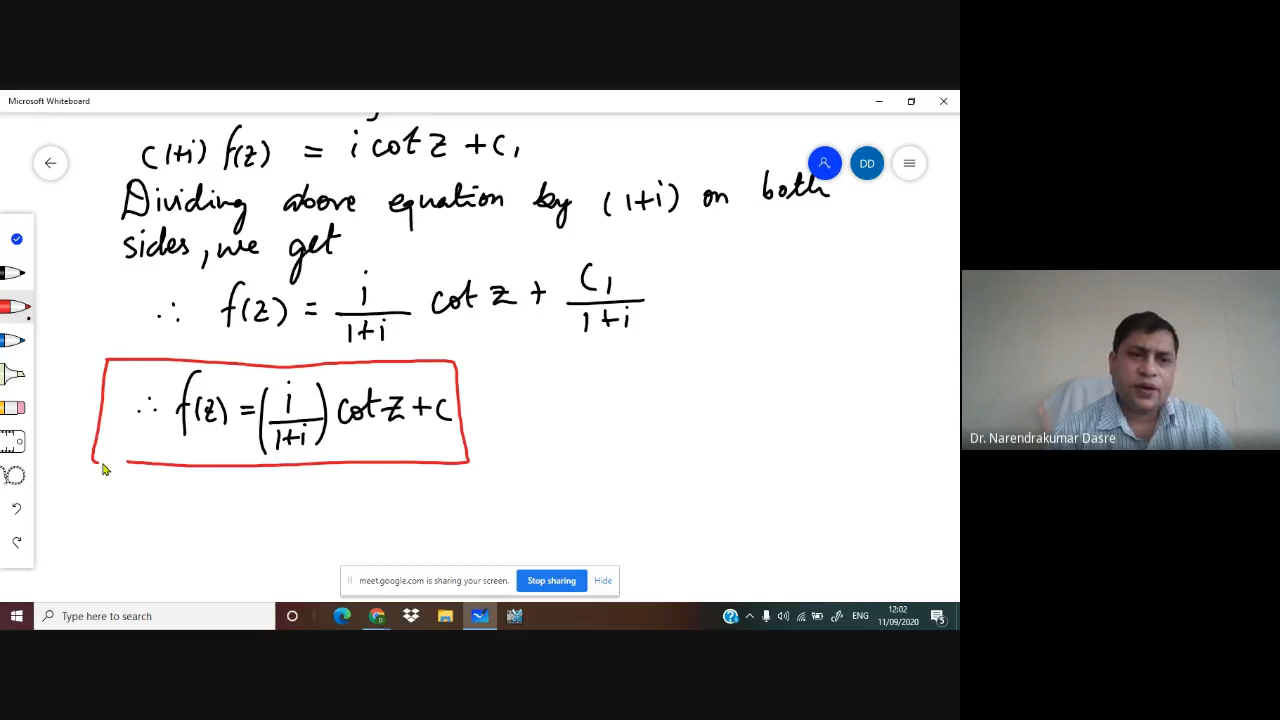 Microsoft Whiteboard
(1+i) f(z) = i cot z + C₁
DD
Dividing above equation by (1+i) on both
sides, we get
∴ f(z) = i/(1+i) cot z + C₁/(1+i)
∴ f(z) = (i/(1+i)) cot z + C
Dr. Narendrakumar Dasre
meet.google.com is sharing your screen. Stop sharing Hide
Type here to search
ENG
12:02
11/09/2020
5